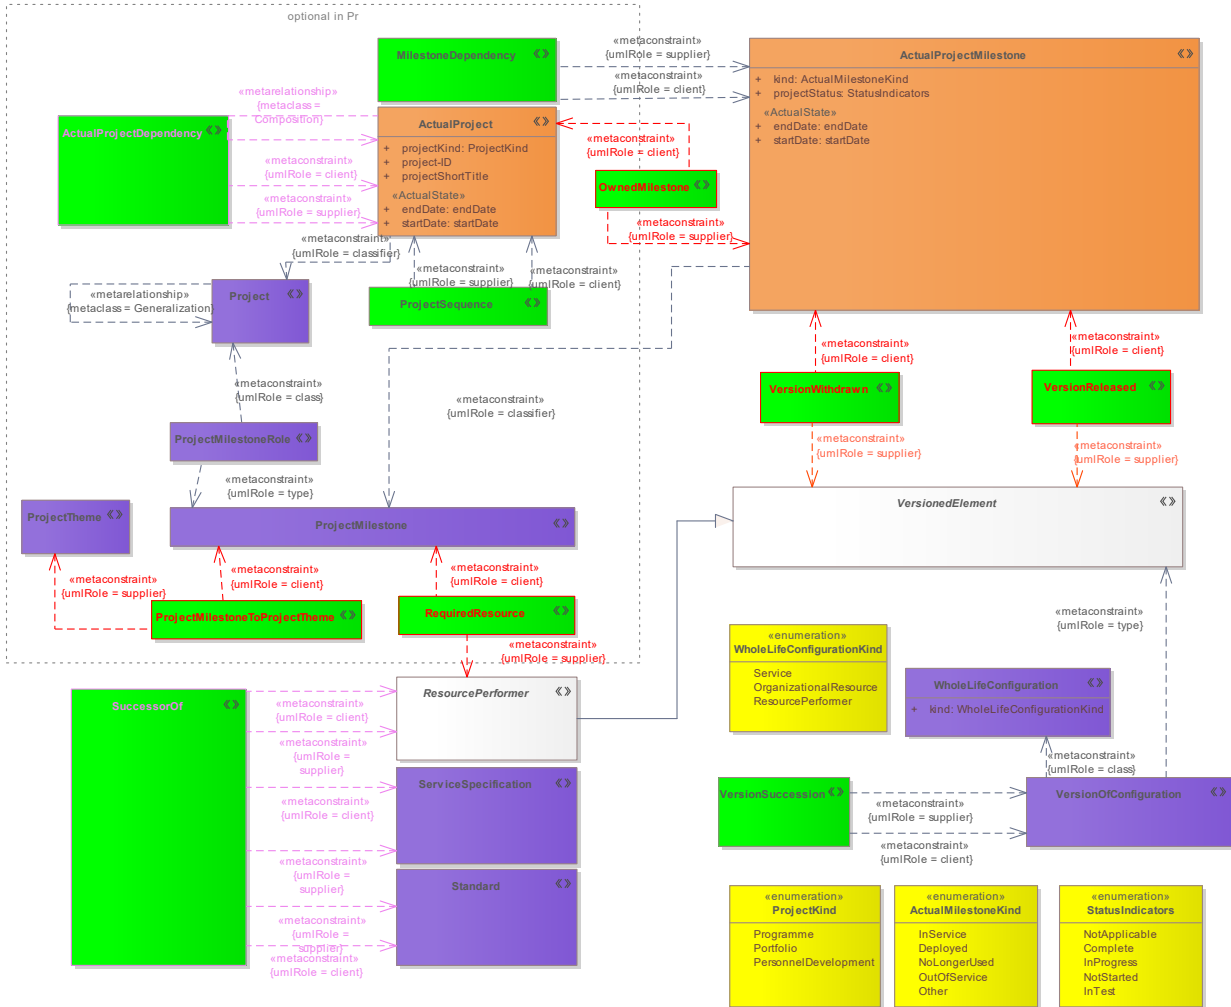 optional in Pr
MilestoneDependency
«metaconstraint»
{umlRole = supplier}
«metaconstraint»
{umlRole = client}
ActualProjectMilestone
+ kind: ActualMilestoneKind
+ projectStatus: StatusIndicators
«ActualState»
+ endDate: endDate
+ startDate: startDate
«metarelationship»
{metaclass =
Composition}
ActualProjectDependency
«metaconstraint»
{umlRole = client}
«metaconstraint»
{umlRole = supplier}
ActualProject
+ projectKind: ProjectKind
+ project-ID
+ projectShortTitle
«ActualState»
+ endDate: endDate
+ startDate: startDate
«metaconstraint»
{umlRole = client}
OwnedMilestone
«metaconstraint»
{umlRole = supplier}
«metaconstraint»
{umlRole = classifier}
«metaconstraint»
{umlRole = supplier}
«metaconstraint»
{umlRole = client}
«metarelationship»
{metaclass = Generalization}
Project
ProjectSequence
«metaconstraint»
{umlRole = client}
«metaconstraint»
{umlRole = client}
VersionWithdrawn
VersionReleased
«metaconstraint»
{umlRole = class}
«metaconstraint»
{umlRole = classifier}
ProjectMilestoneRole
«metaconstraint»
{umlRole = supplier}
«metaconstraint»
{umlRole = supplier}
«metaconstraint»
{umlRole = type}
VersionedElement
ProjectTheme
ProjectMilestone
«metaconstraint»
{umlRole = supplier}
«metaconstraint»
{umlRole = client}
«metaconstraint»
{umlRole = client}
ProjectMilestoneToProjectTheme
RequiredResource
«metaconstraint»
{umlRole = type}
«metaconstraint»
{umlRole = supplier}
«enumeration»
WholeLifeConfigurationKind
Service
OrganizationalResource
ResourcePerformer
WholeLifeConfiguration
+ kind: WholeLifeConfigurationKind
SuccessorOf
«metaconstraint»
{umlRole = client}
«metaconstraint»
{umlRole =
supplier}
ResourcePerformer
«metaconstraint»
{umlRole = class}
«metaconstraint»
{umlRole = client}
«metaconstraint»
{umlRole =
supplier}
ServiceSpecification
VersionSuccession
«metaconstraint»
{umlRole = supplier}
«metaconstraint»
{umlRole = client}
VersionOfConfiguration
«metaconstraint»
{umlRole =
supplier}
«metaconstraint»
{umlRole = client}
Standard
«enumeration»
ProjectKind
Programme
Portfolio
PersonnelDevelopment
«enumeration»
ActualMilestoneKind
InService
Deployed
NoLongerUsed
OutOfService
Other
«enumeration»
StatusIndicators
NotApplicable
Complete
InProgress
NotStarted
InTest